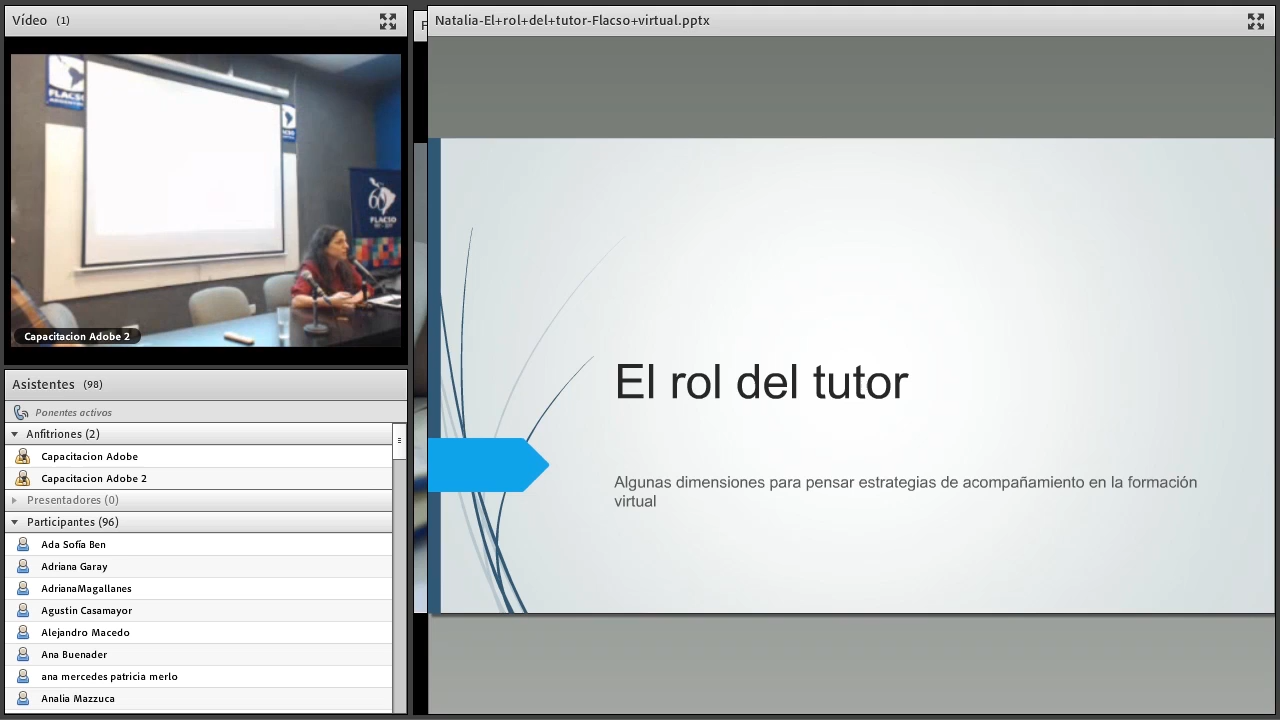 Vídeo (1)
F
Natalia-El+rol+del+tutor-Flacso+virtual.pptx
FLACSO
FLACSO
Capacitacion Adobe 2
Asistentes (98)
Ponentes activos
Anfitriones (2)
Capacitacion Adobe
Capacitacion Adobe 2
Presentadores (0)
Participantes (96)
Ada Sofía Ben
Adriana Garay
AdrianaMagallanes
Agustin Casamayor
Alejandro Macedo
Ana Buenader
ana mercedes patricia merlo
Analia Mazzuca
El rol del tutor
Algunas dimensiones para pensar estrategias de acompañamiento en la formación
virtual